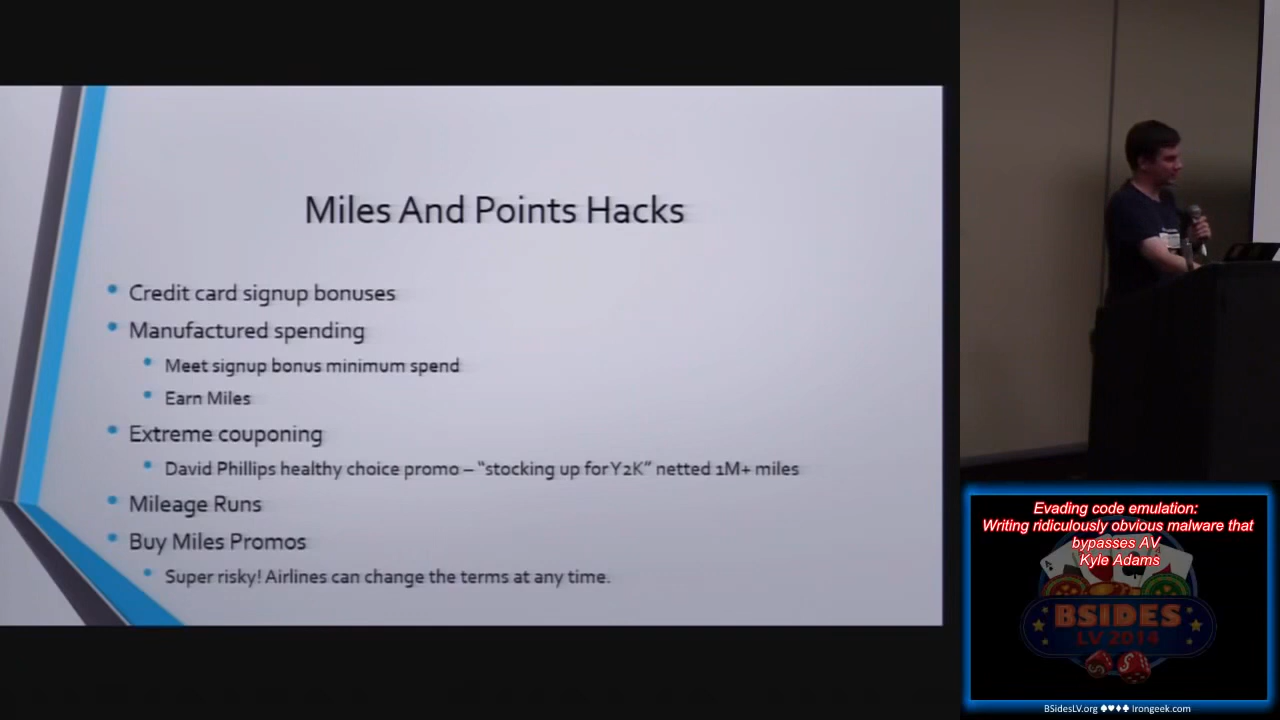 Miles And Points Hacks
Credit card signup bonuses
Manufactured spending
Meet signup bonus minimum spend
Earn Miles
Extreme couponing
David Phillips healthy choice promo – “stocking up for Y2K” netted 1M+ miles
Mileage Runs
Buy Miles Promos
Super risky! Airlines can change the terms at any time.
Evading code emulation:
Writing ridiculously obvious malware that
bypasses AV
Kyle Adams
BSIDES
LV 2014
BSidesLV.org ♠♥♦♣ Irongeek.com